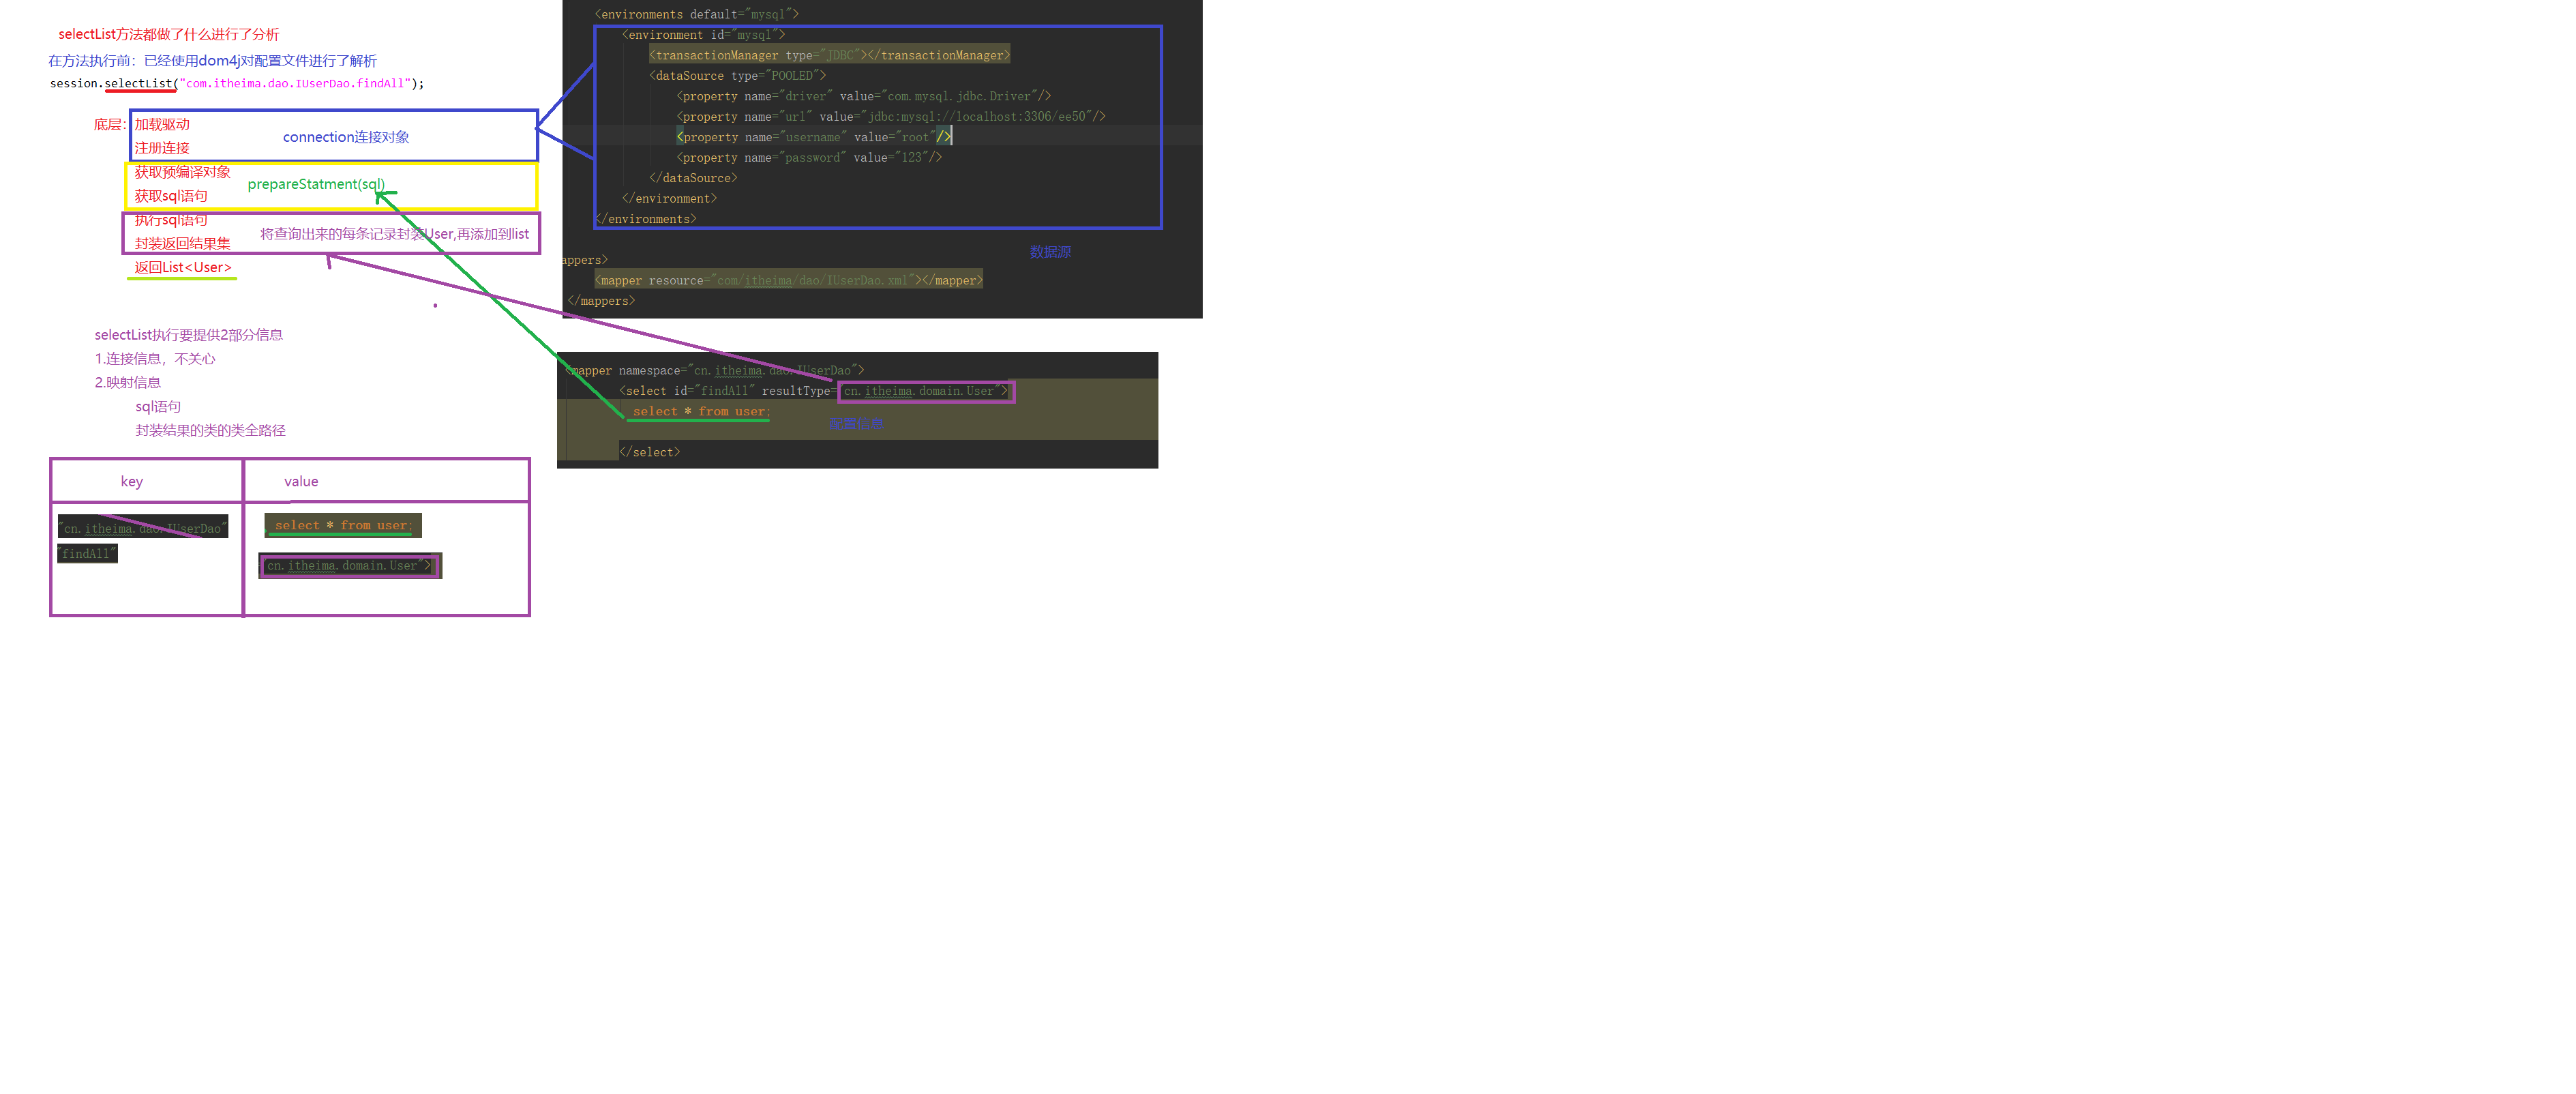 selectList方法都做了什么进行了分析
在方法执行前：已经使用dom4j对配置文件进行了解析
session.selectList("com.itheima.dao.IUserDao.findAll");
底层：加载驱动
注册连接
connection连接对象
获取预编译对象
获取sql语句
prepareStatment(sql)
执行sql语句
封装返回结果集
将查询出来的每条记录封装User,再添加到list
返回List<User>
selectList执行要提供2部分信息
1.连接信息，不关心
2.映射信息
sql语句
封装结果的类的类全路径
key
value
"cn.itheima.dao.IUserDao"
"findAll"
select * from user;
cn.itheima.domain.User">
<environments default="mysql">
<environment id="mysql">
<transactionManager type="JDBC"></transactionManager>
<dataSource type="POOLED">
<property name="driver" value="com.mysql.jdbc.Driver"/>
<property name="url" value="jdbc:mysql://localhost:3306/ee50"/>
<property name="username" value="root"/>
<property name="password" value="123"/>
</dataSource>
</environment>
</environments>
数据源
appers>
<mapper resource="com/itheima/dao/IUserDao.xml"></mapper>
</mappers>
<mapper namespace="cn.itheima.dao.IUserDao">
<select id="findAll" resultType="cn.itheima.domain.User">
select * from user;
配置信息
</select>